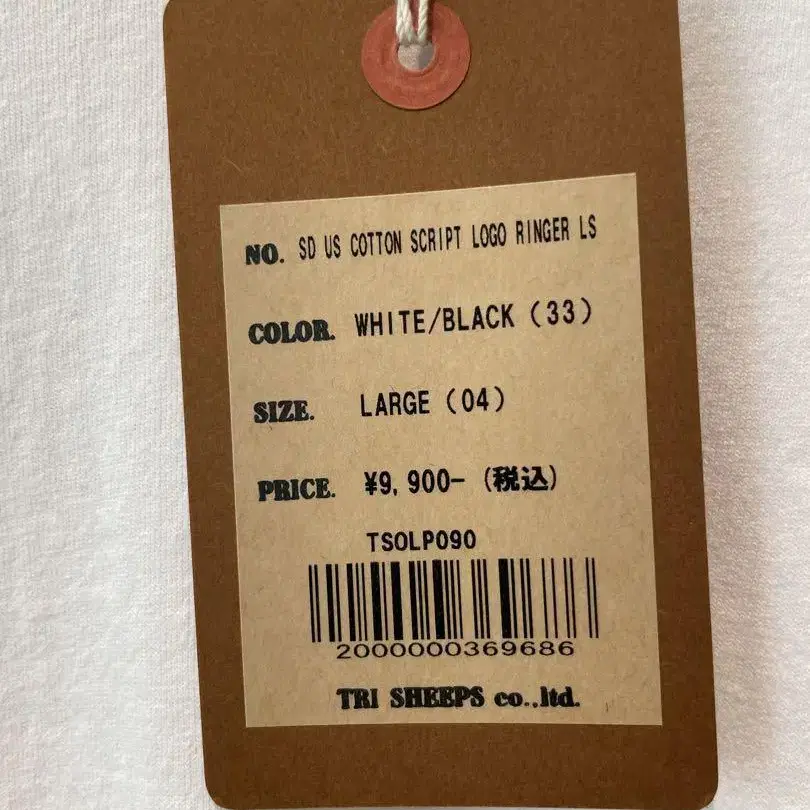 NO. SD US COTTON SCRIPT LOGO RINGER LS
COLOR. WHITE/BLACK (33)
SIZE. LARGE (04)
PRICE. ¥9,900- (税込)
TSOLP090
2000000369686
TRI SHEEPS co.,ltd.